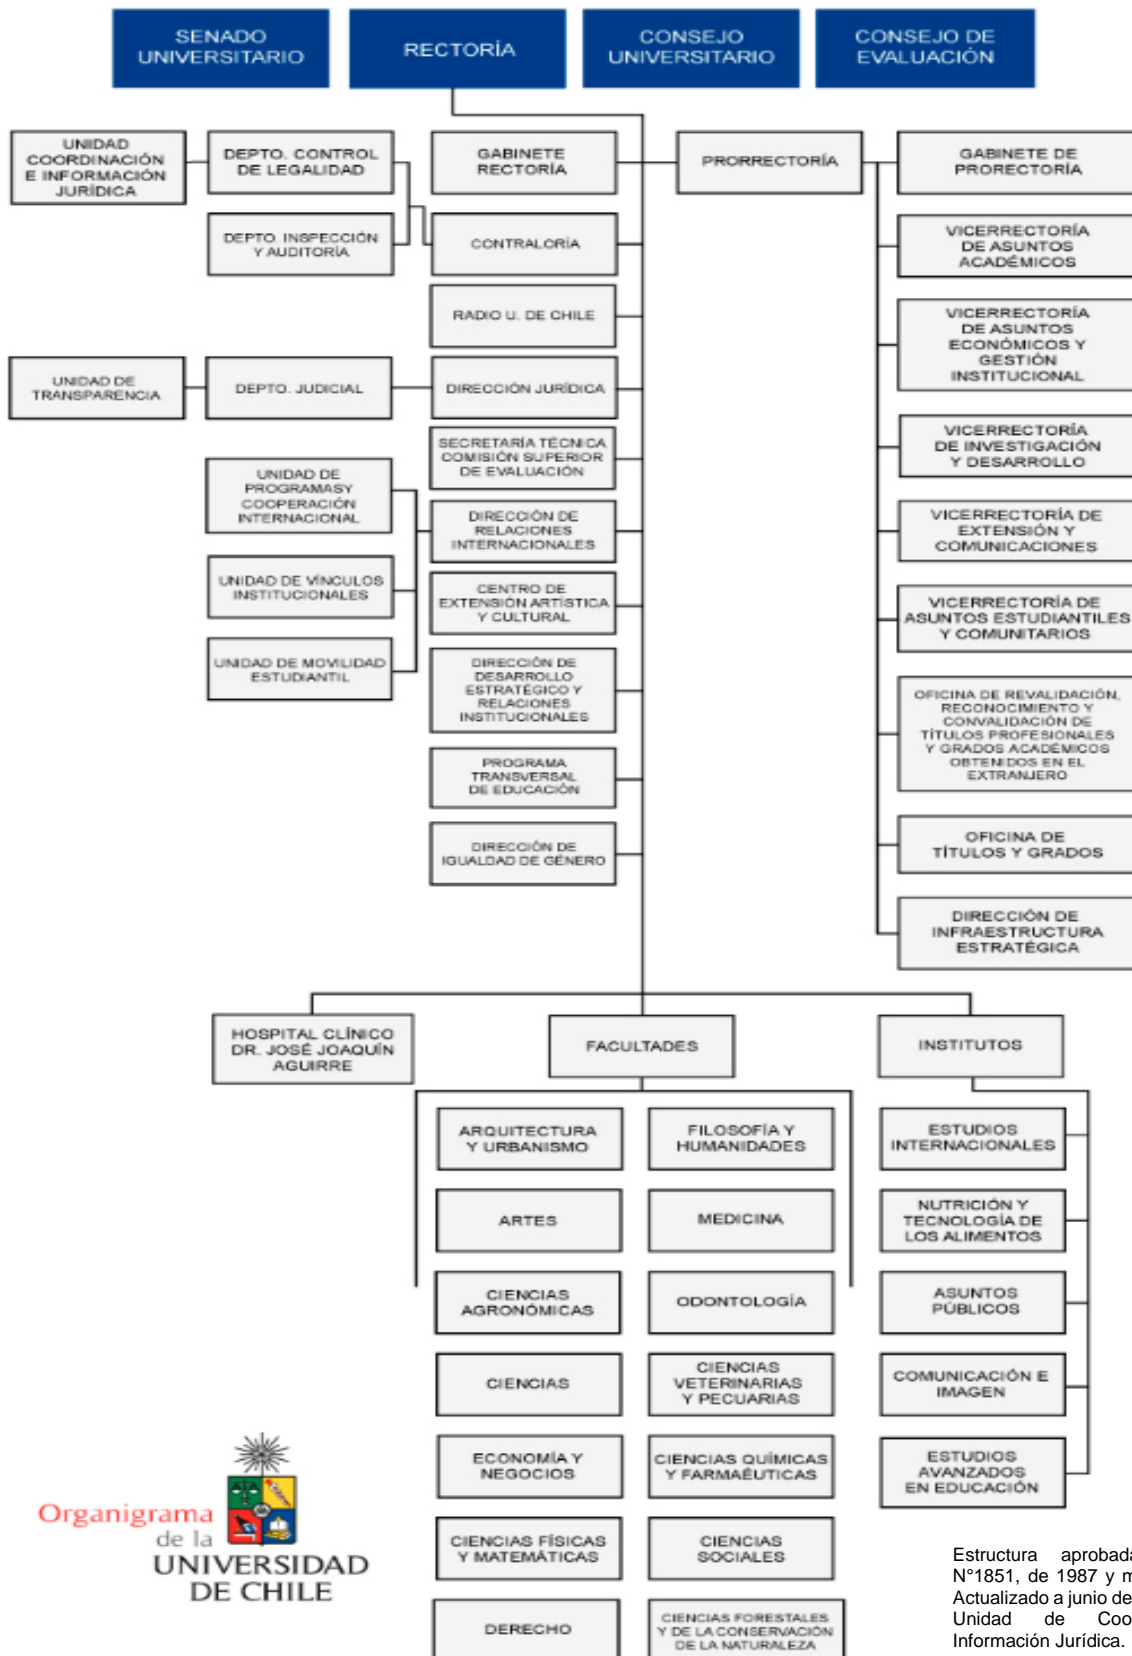 SENADO
UNIVERSITARIO
RECTORÍA
CONSEJO
UNIVERSITARIO
CONSEJO DE
EVALUACIÓN
UNIDAD
COORDINACIÓN
E INFORMACIÓN
JURÍDICA
DEPTO. CONTROL
DE LEGALIDAD
GABINETE
RECTORÍA
PRORRECTORÍA
GABINETE DE
PRORECTORÍA
DEPTO. INSPECCIÓN
Y AUDITORÍA
CONTRALORÍA
VICERRECTORÍA
DE ASUNTOS
ACADÉMICOS
RADIO U. DE CHILE
VICERRECTORÍA
DE ASUNTOS
ECONÓMICOS Y
GESTIÓN
INSTITUCIONAL
UNIDAD DE
TRANSPARENCIA
DEPTO. JUDICIAL
DIRECCIÓN JURÍDICA
SECRETARÍA TÉCNICA
COMISIÓN SUPERIOR
DE EVALUACIÓN
VICERRECTORÍA
DE INVESTIGACIÓN
Y DESARROLLO
UNIDAD DE
PROGRAMASY
COOPERACIÓN
INTERNACIONAL
DIRECCIÓN DE
RELACIONES
INTERNACIONALES
VICERRECTORÍA DE
EXTENSIÓN Y
COMUNICACIONES
UNIDAD DE VÍNCULOS
INSTITUCIONALES
CENTRO DE
EXTENSIÓN ARTÍSTICA
Y CULTURAL
VICERRECTORÍA DE
ASUNTOS ESTUDIANTILES
Y COMUNITARIOS
UNIDAD DE MOVILIDAD
ESTUDIANTIL
DIRECCIÓN DE
DESARROLLO
ESTRATÉGICO Y
RELACIONES
INSTITUCIONALES
OFICINA DE REVALIDACIÓN,
RECONOCIMIENTO Y
CONVALIDACIÓN DE
TÍTULOS PROFESIONALES
Y GRADOS ACADÉMICOS
OBTENIDOS EN EL
EXTRANJERO
PROGRAMA
TRANSVERSAL
DE EDUCACIÓN
DIRECCIÓN DE
IGUALDAD DE GÉNERO
OFICINA DE
TÍTULOS Y GRADOS
DIRECCIÓN DE
INFRAESTRUCTURA
ESTRATÉGICA
HOSPITAL CLÍNICO
DR. JOSÉ JOAQUÍN
AGUIRRE
FACULTADES
INSTITUTOS
ARQUITECTURA
Y URBANISMO
FILOSOFÍA Y
HUMANIDADES
ESTUDIOS
INTERNACIONALES
ARTES
MEDICINA
NUTRICIÓN Y
TECNOLOGÍA DE
LOS ALIMENTOS
CIENCIAS
AGRONÓMICAS
ODONTOLOGÍA
ASUNTOS
PÚBLICOS
CIENCIAS
CIENCIAS
VETERINARIAS
Y PECUARIAS
COMUNICACIÓN E
IMAGEN
ECONOMÍA Y
NEGOCIOS
CIENCIAS QUÍMICAS
Y FARMAÉUTICAS
ESTUDIOS
AVANZADOS
EN EDUCACIÓN
CIENCIAS FÍSICAS
Y MATEMÁTICAS
CIENCIAS
SOCIALES
DERECHO
CIENCIAS FORESTALES
Y DE LA CONSERVACIÓN
DE LA NATURALEZA
Organigrama
de la
UNIVERSIDAD
DE CHILE
Estructura aprobada
N°1851, de 1987 y m
Actualizado a junio de
Unidad de Coo
Información Jurídica.